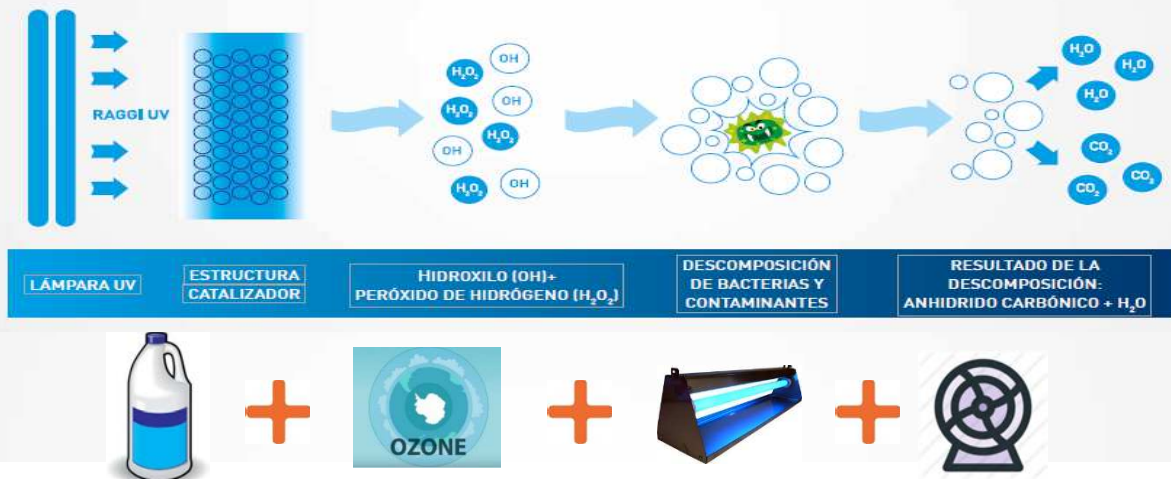 RAGGI UV
OH
H₂O₂
OH
H₂O₂
H₂O₂
OH
H₂O₂
OH
H₂O
H₂O
H₂O
CO₂
CO₂
CO₂
LÁMPARA UV
ESTRUCTURA
CATALIZADOR
HIDROXILO (OH)+
PERÓXIDO DE HIDRÓGENO (H₂O₂)
DESCOMPOSICIÓN
DE BACTERIAS Y
CONTAMINANTES
RESULTADO DE LA
DESCOMPOSICIÓN:
ANHIDRIDO CARBÓNICO + H₂O
OZONE